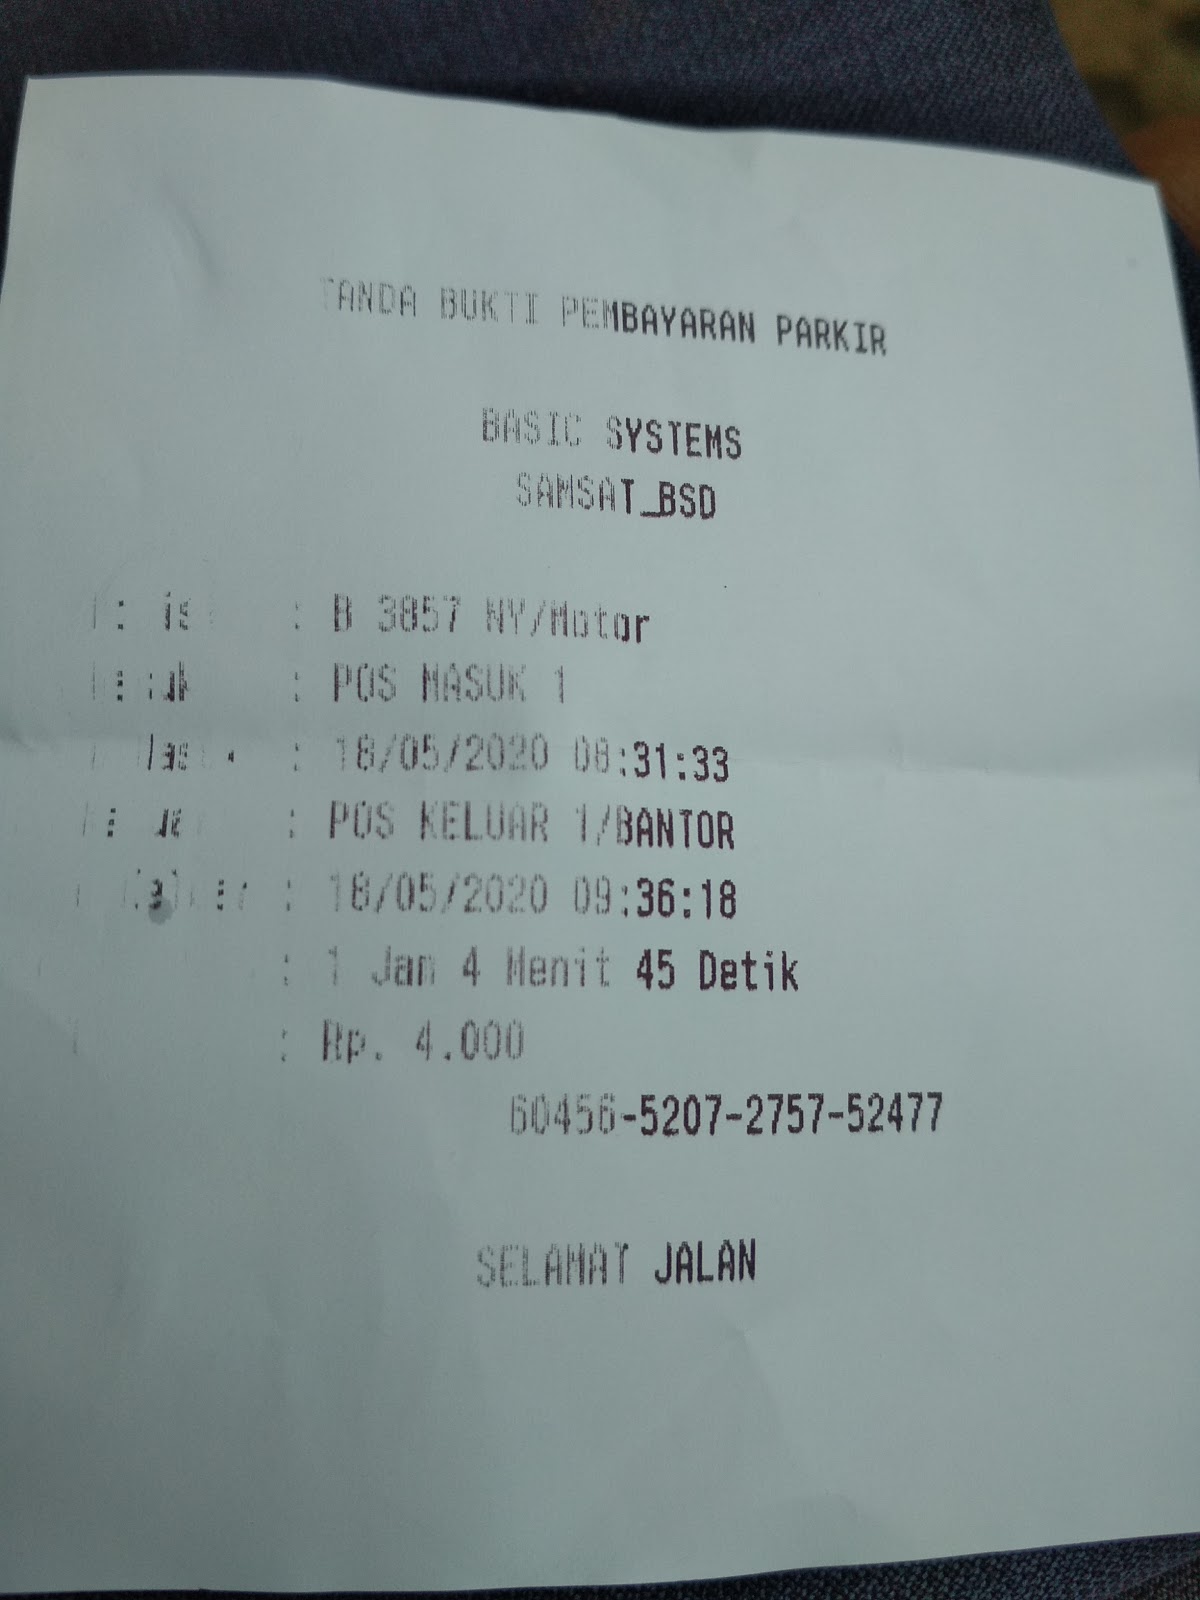 TANDA BUKTI PEMBAYARAN PARKIR
BASIC SYSTEMS
SAMSAT_BSD
: B 3857 NY/Motor
: POS MASUK 1
: 18/05/2020 08:31:33
: POS KELUAR 1/BANTOR
: 18/05/2020 09:36:18
: 1 Jam 4 Menit 45 Detik
: Rp. 4.000
60456-5207-2757-52477
SELAMAT JALAN